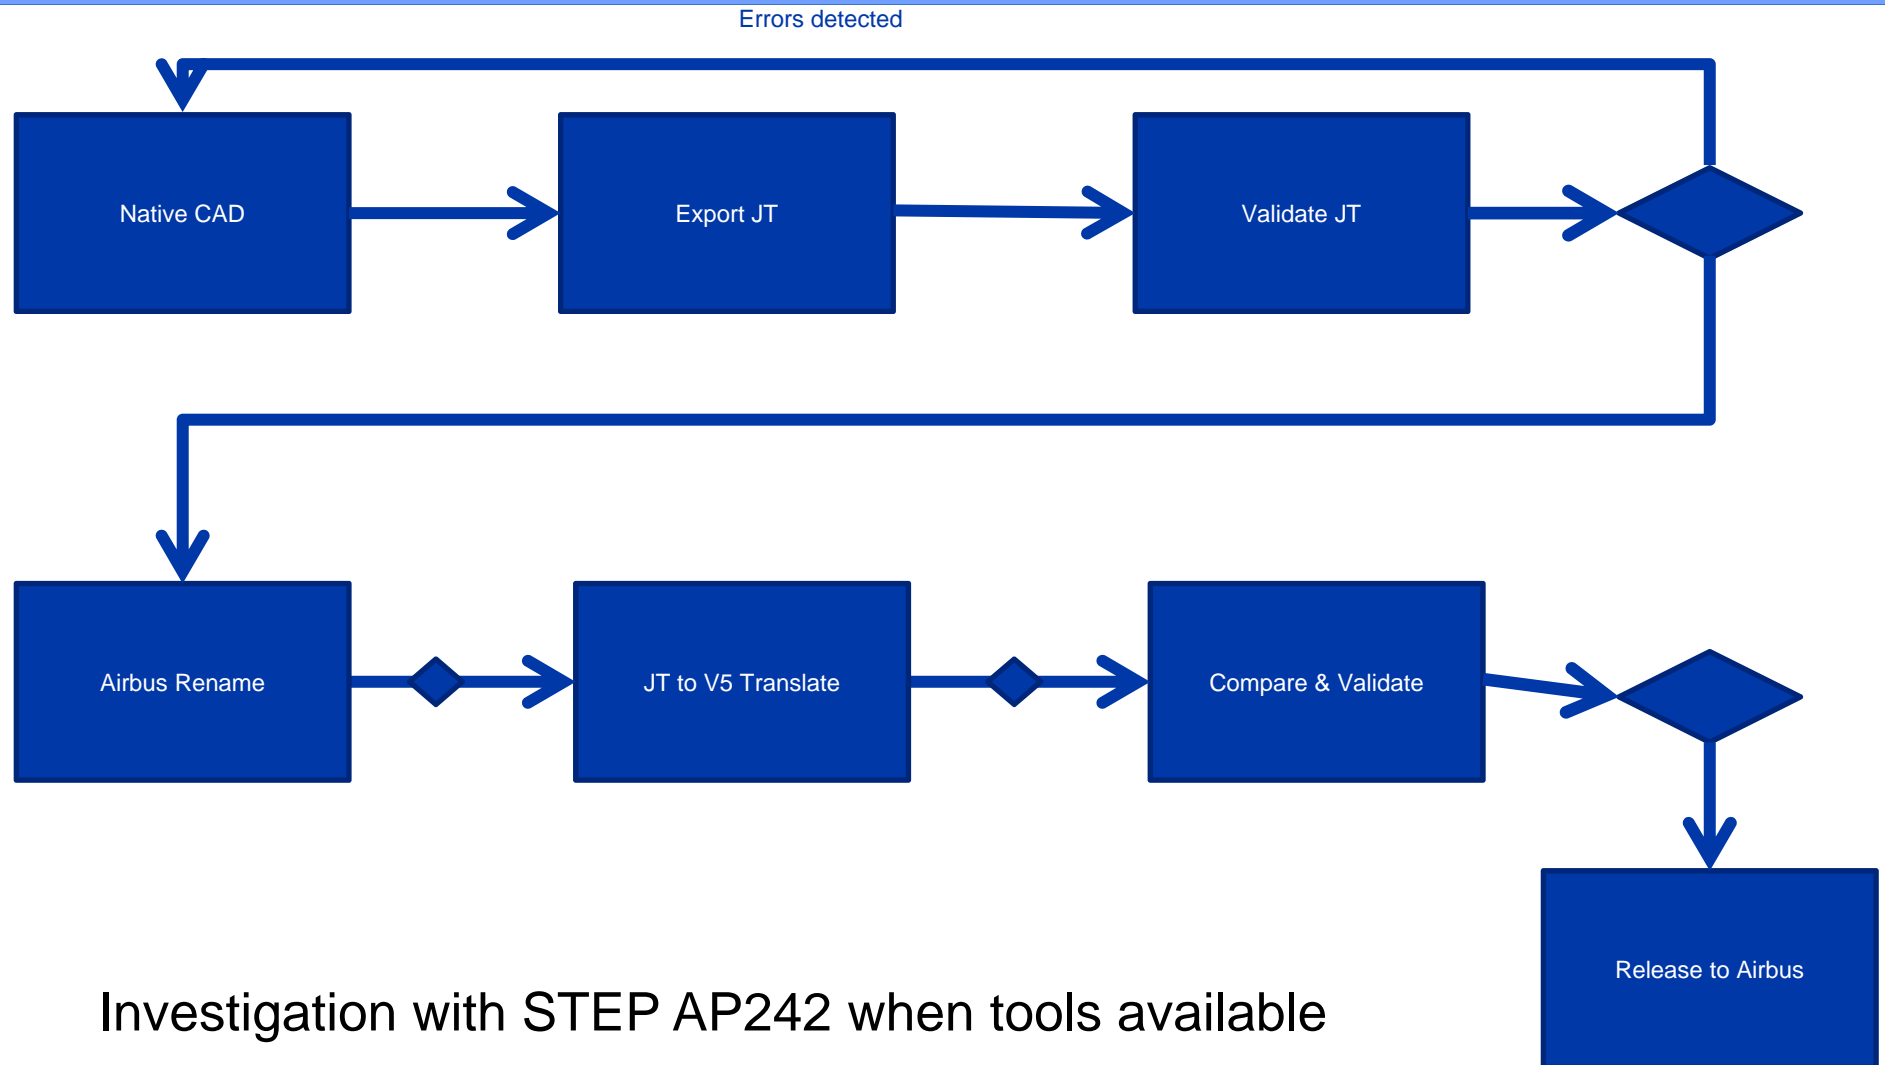 Errors detected
Native CAD
Export JT
Validate JT
Airbus Rename
JT to V5 Translate
Compare & Validate
Release to Airbus
Investigation with STEP AP242 when tools available